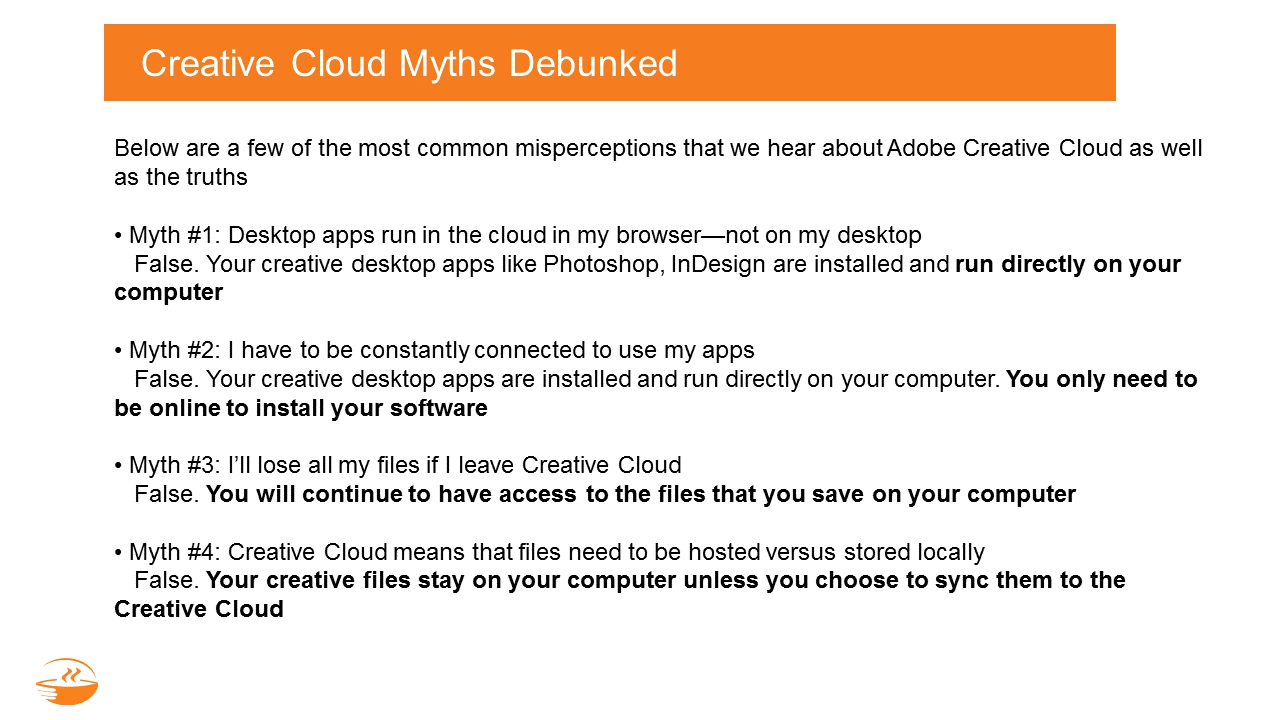 Creative Cloud Myths Debunked
Below are a few of the most common misperceptions that we hear about Adobe Creative Cloud as well
as the truths
• Myth #1: Desktop apps run in the cloud in my browser—not on my desktop
False. Your creative desktop apps like Photoshop, InDesign are installed and run directly on your
computer
• Myth #2: I have to be constantly connected to use my apps
False. Your creative desktop apps are installed and run directly on your computer. You only need to
be online to install your software
• Myth #3: I’ll lose all my files if I leave Creative Cloud
False. You will continue to have access to the files that you save on your computer
• Myth #4: Creative Cloud means that files need to be hosted versus stored locally
False. Your creative files stay on your computer unless you choose to sync them to the
Creative Cloud